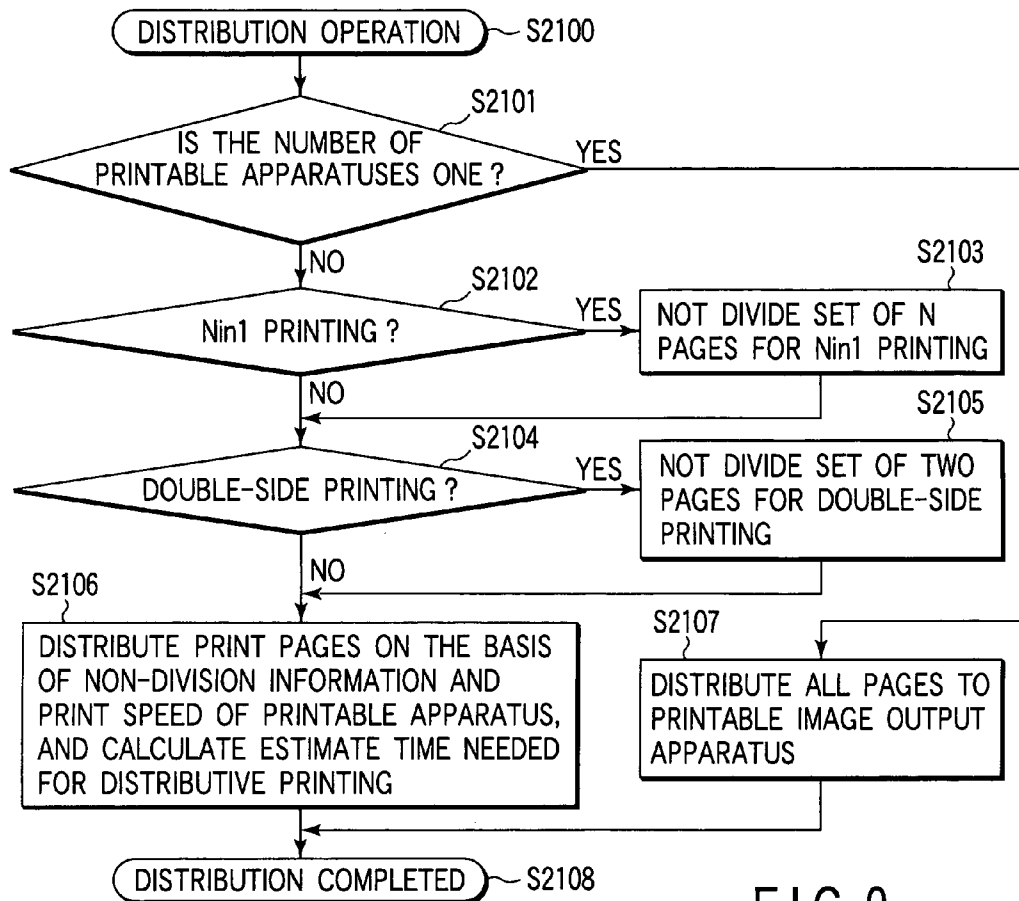 DISTRIBUTION OPERATION
S2100
S2101
IS THE NUMBER OF
PRINTABLE APPARATUSES ONE ?
YES
NO
S2102
Nin1 PRINTING ?
YES
S2103
NOT DIVIDE SET OF N
PAGES FOR Nin1 PRINTING
NO
S2104
DOUBLE-SIDE PRINTING ?
YES
S2105
NOT DIVIDE SET OF TWO
PAGES FOR DOUBLE-SIDE
PRINTING
NO
S2106
DISTRIBUTE PRINT PAGES ON THE BASIS
OF NON-DIVISION INFORMATION AND
PRINT SPEED OF PRINTABLE APPARATUS,
AND CALCULATE ESTIMATE TIME NEEDED
FOR DISTRIBUTIVE PRINTING
S2107
DISTRIBUTE ALL PAGES TO
PRINTABLE IMAGE OUTPUT
APPARATUS
DISTRIBUTION COMPLETED
S2108